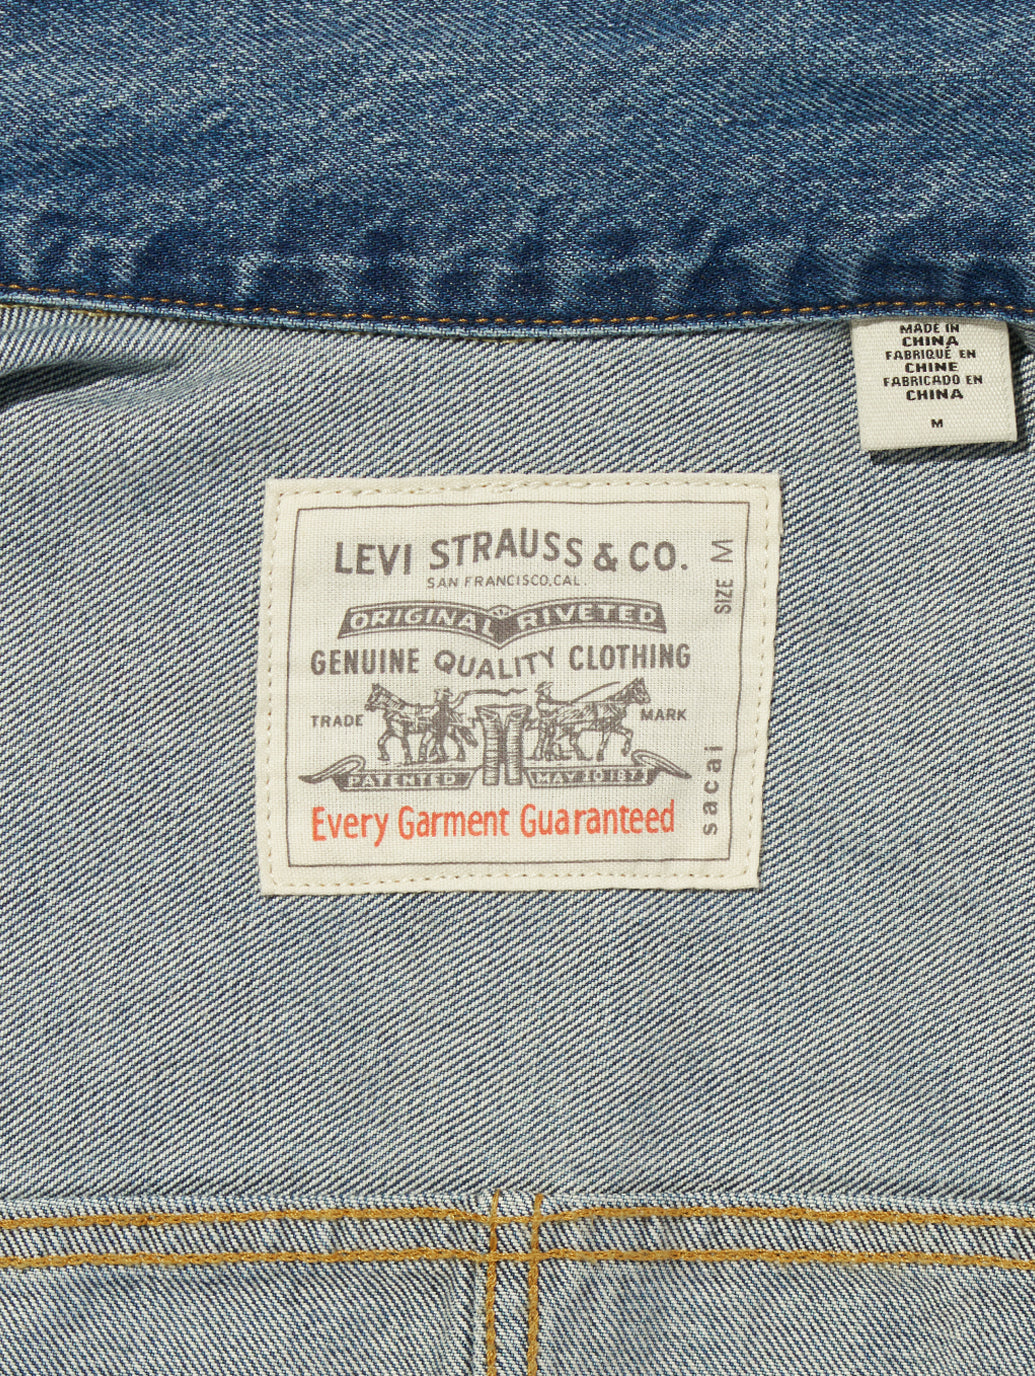 MADE IN
CHINA
FABRIQUÉ EN
CHINE
FABRICADO EN
CHINA
M
LEVI STRAUSS & CO.
SAN FRANCISCO, CAL.
ORIGINAL RIVETED
GENUINE QUALITY CLOTHING
TRADE MARK
PATENTED MAY 20 1873
Every Garment Guaranteed
SIZE M
sacai